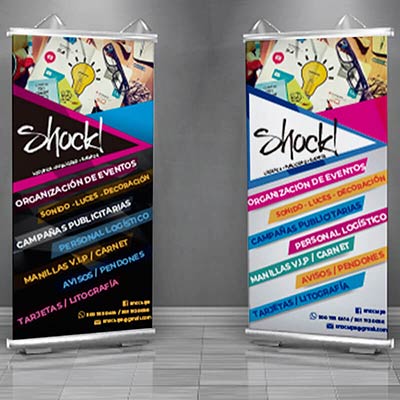 Shock!
ORGANIZACIÓN DE EVENTOS
SONIDO - LUCES - DECORACIÓN
CAMPAÑAS PUBLICITARIAS
PERSONAL LOGÍSTICO
MANILLAS V.I.P / CARNET
AVISOS / PENDONES
TARJETAS / LITOGRAFÍA
Shock!
ORGANIZACION DE EVENTOS
SONIDO - LUCES - DECORACIÓN
CAMPAÑAS PUBLICITARIAS
PERSONAL LOGÍSTICO
MANILLAS V.I.P / CARNET
AVISOS / PENDONES
TARJETAS / LITOGRAFÍA